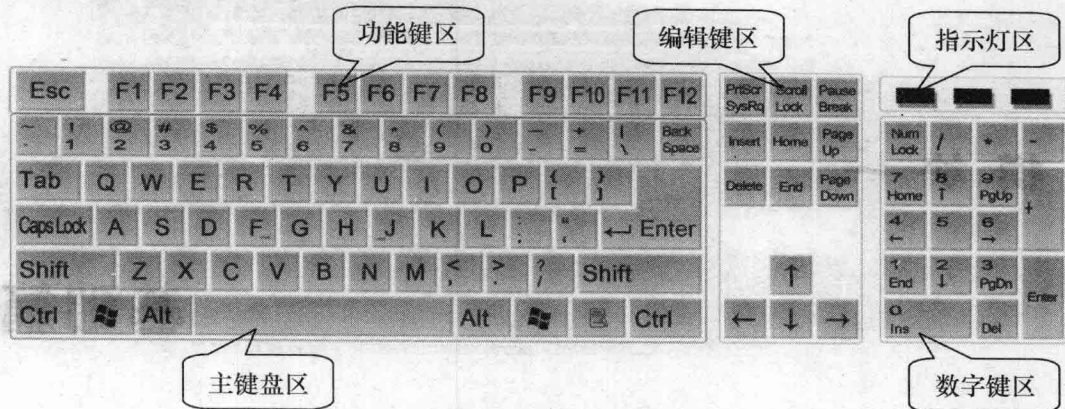 功能键区 编辑键区 指示灯区
Esc F1 F2 F3 F4 F5 F6 F7 F8 F9 F10 F11 F12 PrtScr SysRq Scroll Lock Pause Break
~ ! @ # $ % ^ & * ( ) — + | Back Space
1 2 3 4 5 6 7 8 9 0 - = \
Insert Home Page Up Num Lock / * -
Tab Q W E R T Y U I O P { [ } ] Delete End Page Down 7 Home 8 ↑ 9 PgUp +
Caps Lock A S D F G H J K L : ; " ' ↵ Enter 4 ← 5 6 →
Shift Z X C V B N M < , > . ? / Shift ↑ 1 End 2 ↓ 3 PgDn Enter
Ctrl Alt Alt Ctrl ← ↓ → 0 Ins Del
主键盘区 数字键区